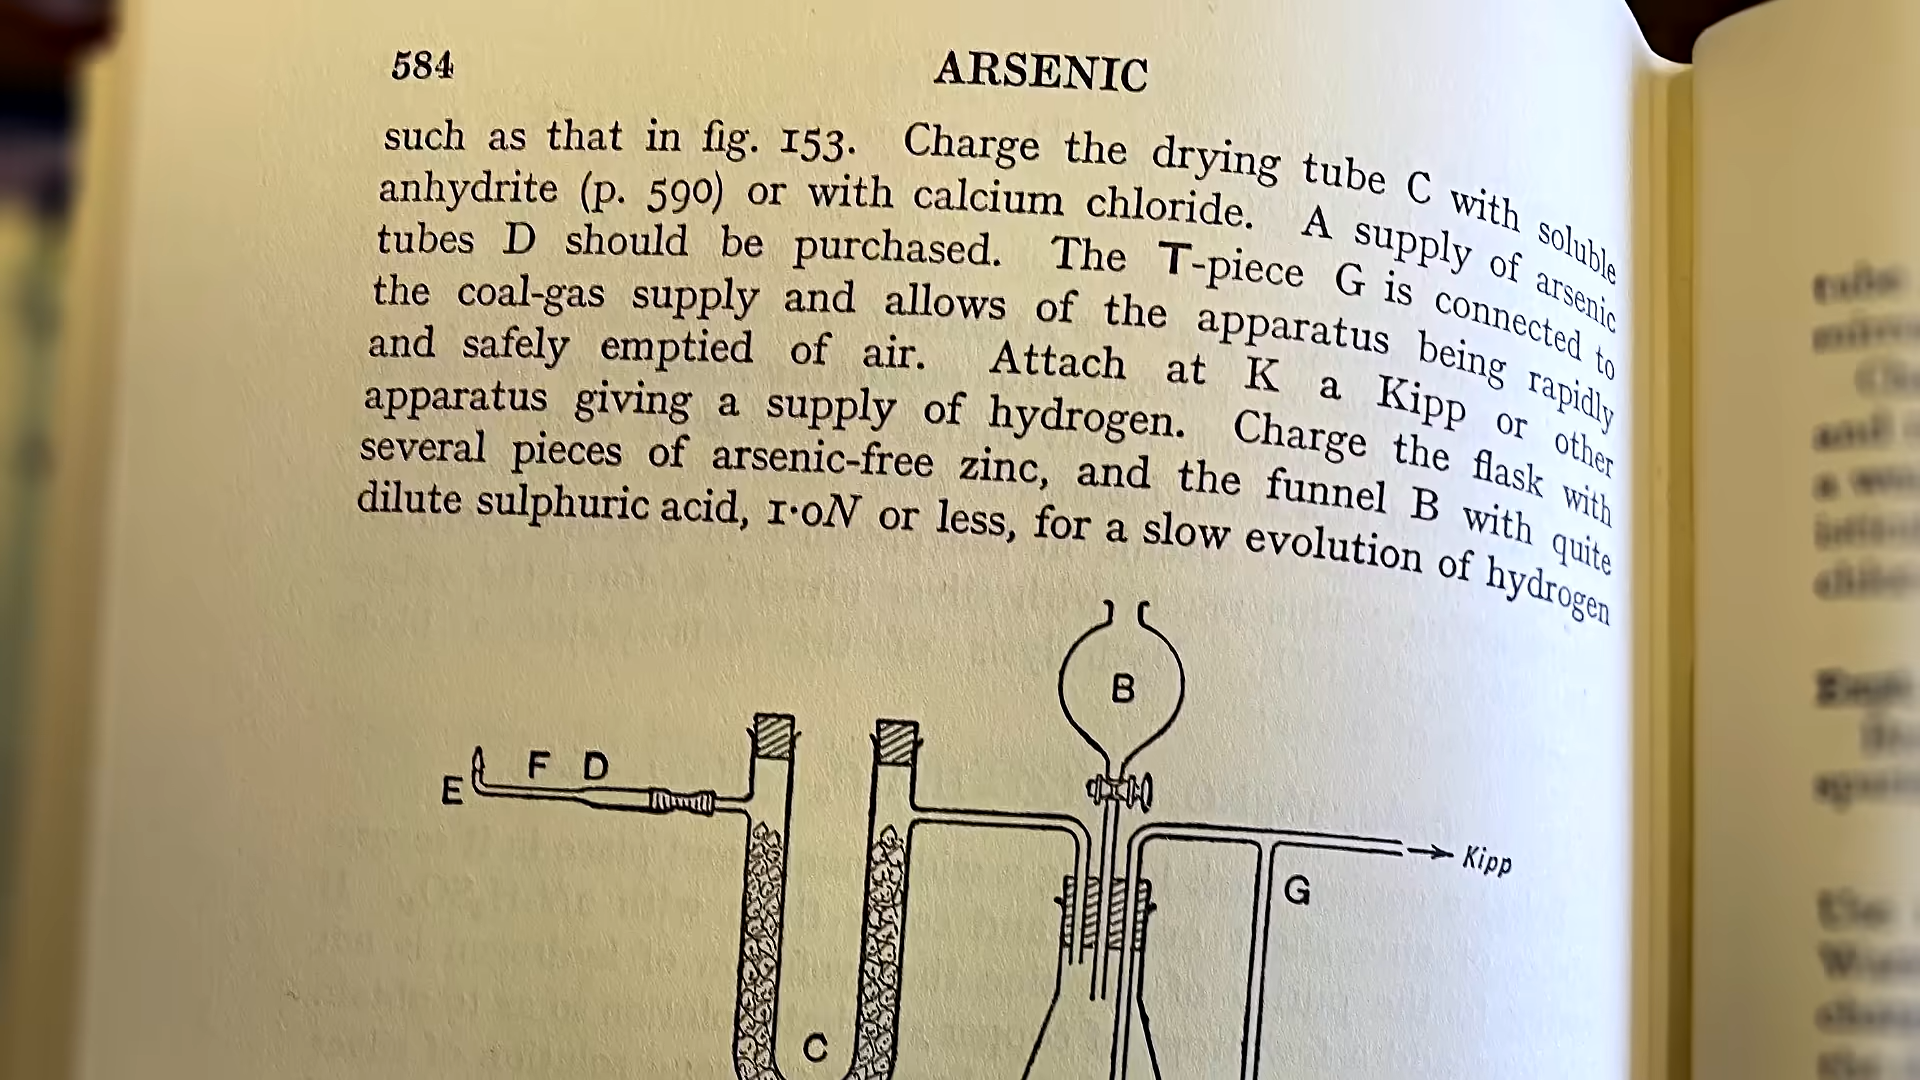 584
ARSENIC
such as that in fig. 153. Charge the drying tube C with soluble
anhydrite (p. 590) or with calcium chloride. A supply of arsenic
tubes D should be purchased. The T-piece G is connected to
the coal-gas supply and allows of the apparatus being rapidly
and safely emptied of air. Attach at K a Kipp or other
apparatus giving a supply of hydrogen. Charge the flask with
several pieces of arsenic-free zinc, and the funnel B with quite
dilute sulphuric acid, 1·0N or less, for a slow evolution of hydrogen
B
E F D
Kipp
G
C